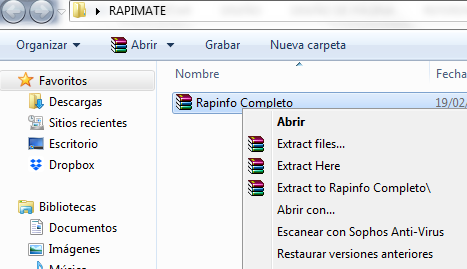 RAPIMATE
Organizar
Abrir
Grabar
Nueva carpeta
Favoritos
Descargas
Sitios recientes
Escritorio
Dropbox
Bibliotecas
Documentos
Imágenes
Música
Nombre
Fecha
Rapinfo Completo
19/02/
Abrir
Extract files...
Extract Here
Extract to Rapinfo Completo\
Abrir con...
Escanear con Sophos Anti-Virus
Restaurar versiones anteriores